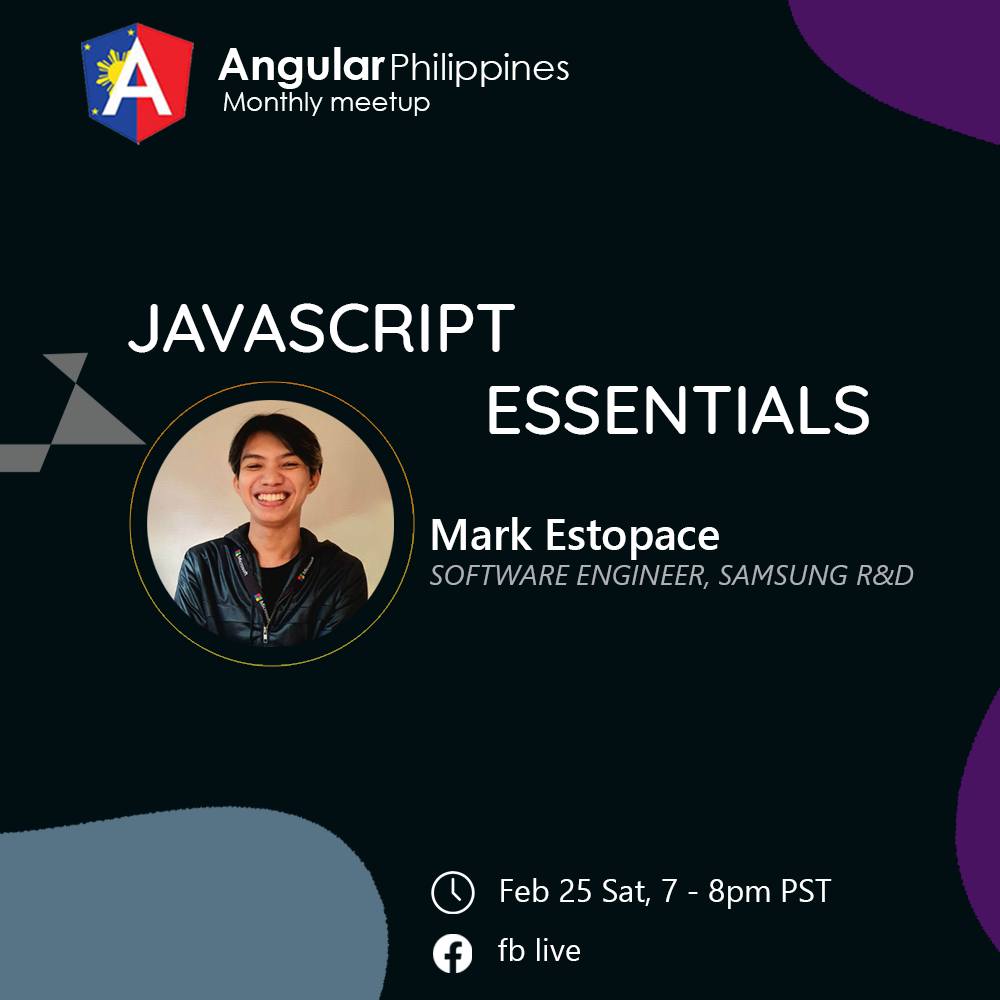 A
Angular Philippines
Monthly meetup
JAVASCRIPT
ESSENTIALS
Mark Estopace
SOFTWARE ENGINEER, SAMSUNG R&D
Feb 25 Sat, 7 - 8pm PST
fb live